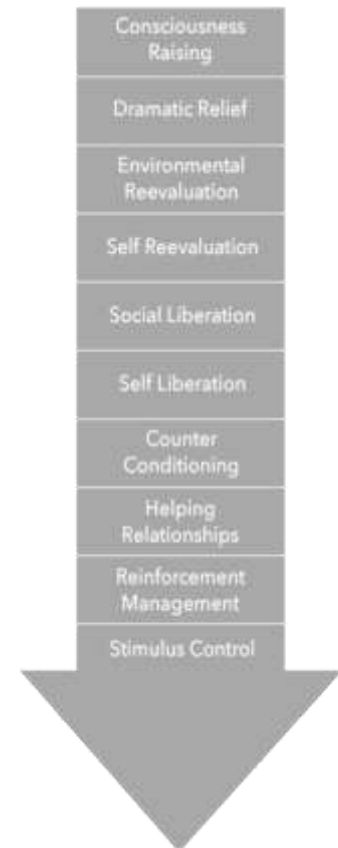 Consciousness
Raising
Dramatic Relief
Environmental
Reevaluation
Self Reevaluation
Social Liberation
Self Liberation
Counter
Conditioning
Helping
Relationships
Reinforcement
Management
Stimulus Control